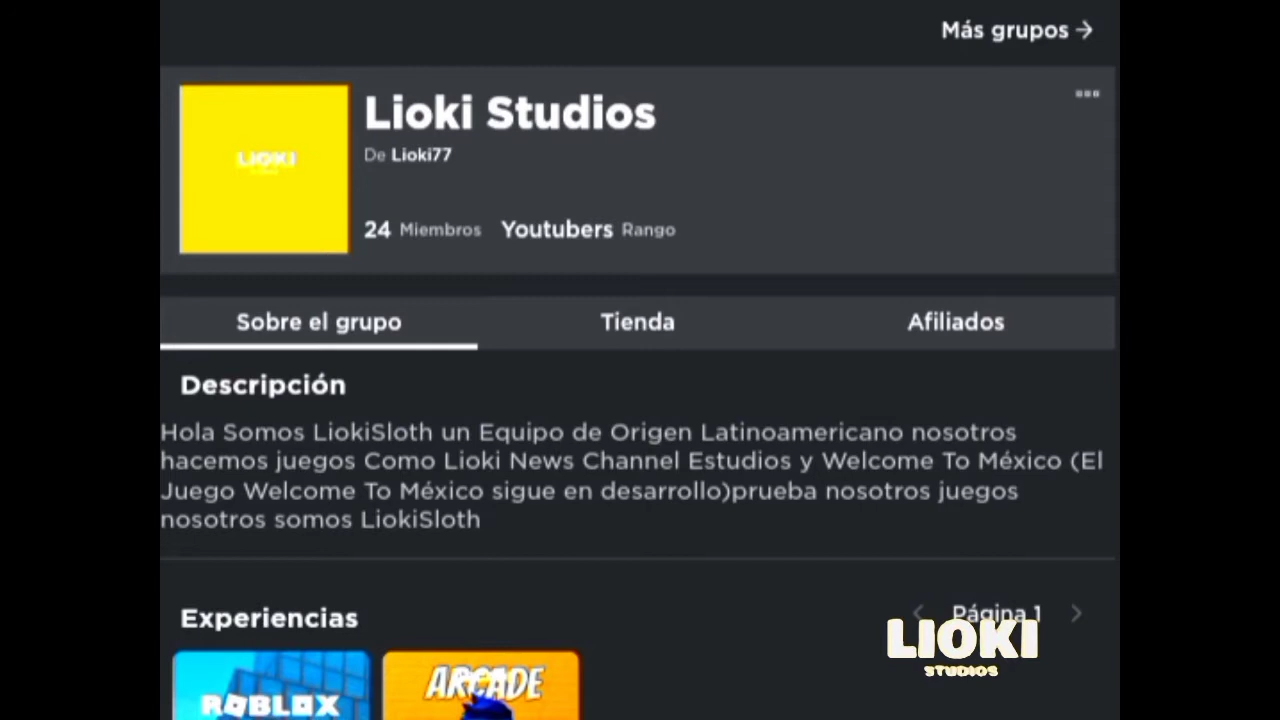 Más grupos →
LIOKI
Lioki Studios
De Lioki77
24 Miembros Youtubers Rango
Sobre el grupo Tienda Afiliados
Descripción
Hola Somos LiokiSloth un Equipo de Origen Latinoamericano nosotros
hacemos juegos Como Lioki News Channel Estudios y Welcome To México (El
Juego Welcome To México sigue en desarrollo)prueba nosotros juegos
nosotros somos LiokiSloth
Experiencias
Página 1
LIOKI
STUDIOS
ROBLOX
ARCADE